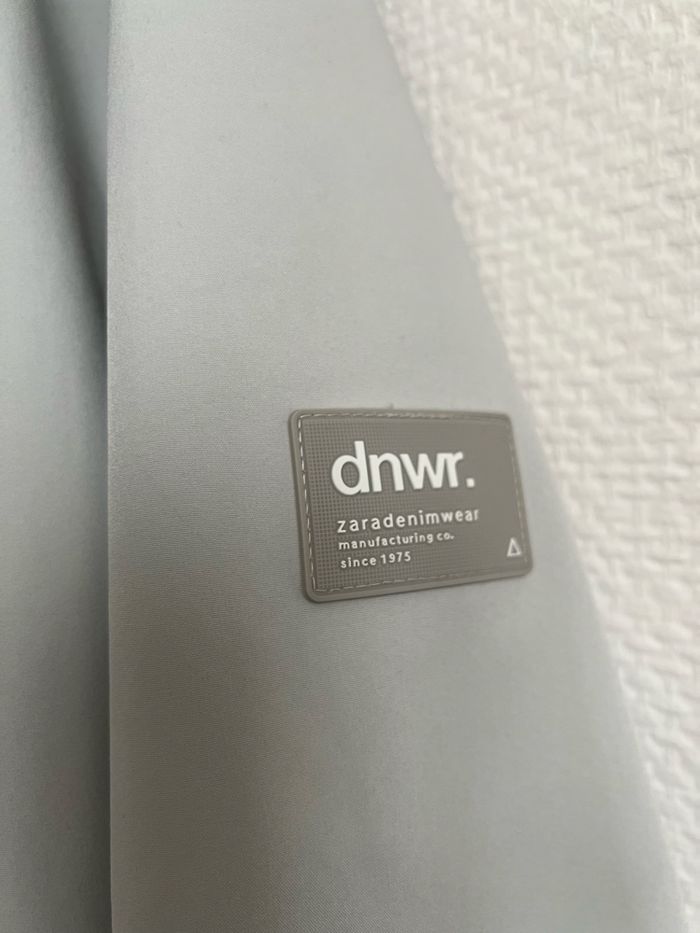 dnwr.
zaradenimwear
manufacturing co.
since 1975